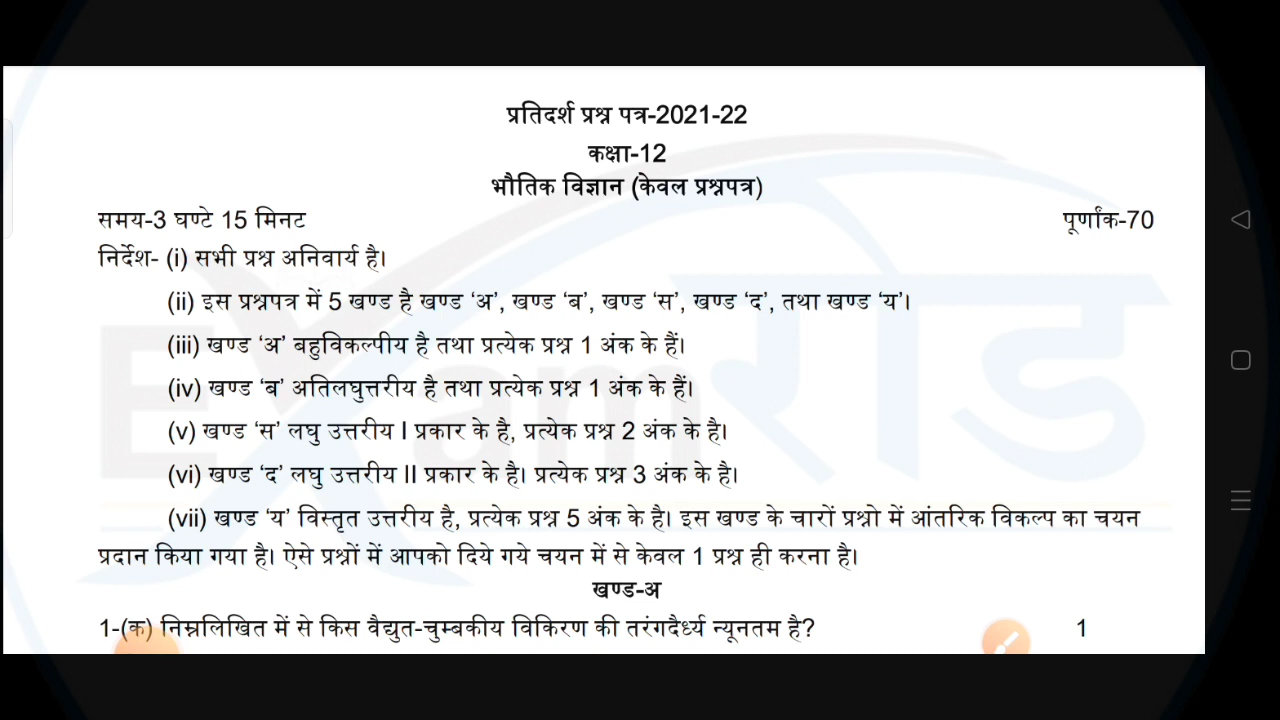 प्रतिदर्श प्रश्न पत्र-2021-22
कक्षा-12
भौतिक विज्ञान (केवल प्रश्नपत्र)
समय-3 घण्टे 15 मिनट पूर्णांक-70
निर्देश- (i) सभी प्रश्न अनिवार्य है।
(ii) इस प्रश्नपत्र में 5 खण्ड है खण्ड ‘अ’, खण्ड ‘ब’, खण्ड ‘स’, खण्ड ‘द’, तथा खण्ड ‘य’।
(iii) खण्ड ‘अ’ बहुविकल्पीय है तथा प्रत्येक प्रश्न 1 अंक के हैं।
(iv) खण्ड ‘ब’ अतिलघुत्तरीय है तथा प्रत्येक प्रश्न 1 अंक के हैं।
(v) खण्ड ‘स’ लघु उत्तरीय I प्रकार के है, प्रत्येक प्रश्न 2 अंक के है।
(vi) खण्ड ‘द’ लघु उत्तरीय II प्रकार के है। प्रत्येक प्रश्न 3 अंक के है।
(vii) खण्ड ‘य’ विस्तृत उत्तरीय है, प्रत्येक प्रश्न 5 अंक के है। इस खण्ड के चारों प्रश्नो में आंतरिक विकल्प का चयन
प्रदान किया गया है। ऐसे प्रश्नों में आपको दिये गये चयन में से केवल 1 प्रश्न ही करना है।
खण्ड-अ
1-(क) निम्नलिखित में से किस वैद्युत-चुम्बकीय विकिरण की तरंगदैर्ध्य न्यूनतम है? 1
Exam रोड